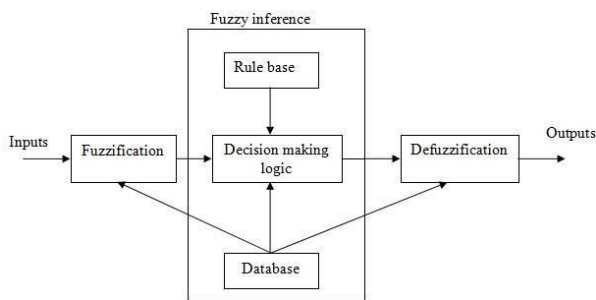 Fuzzy inference
Rule base
Inputs
Fuzzification
Decision making
logic
Defuzzification
Outputs
Database